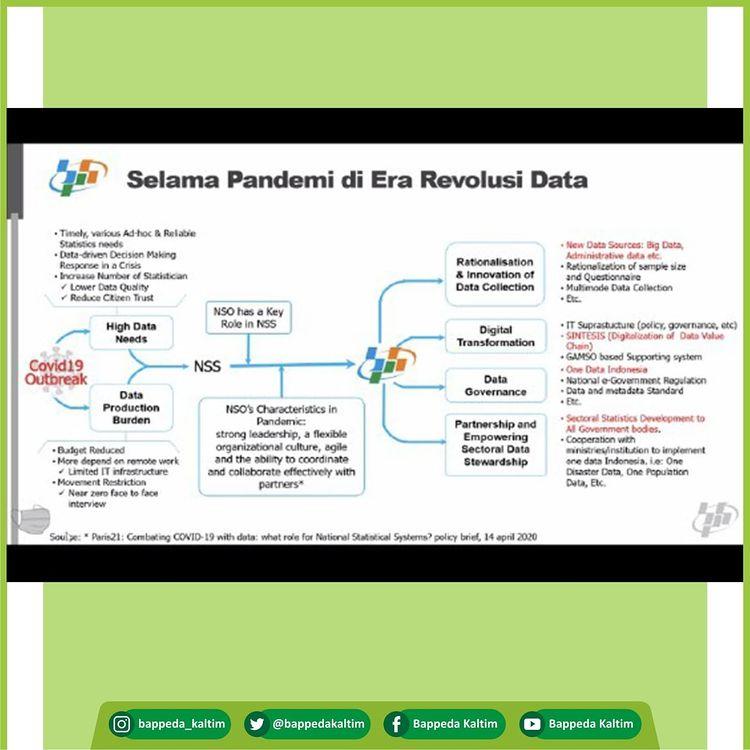 Selama Pandemi di Era Revolusi Data
• Timely, various Ad-hoc & Reliable
Statistics needs
• Data-driven Decision Making
Response in a Crisis
• Increase Number of Statistician
✓ Lower Data Quality
✓ Reduce Citizen Trust
High Data
Needs
Covid19
Outbreak
Data
Production
Burden
• Budget Reduced
• More depend on remote work
✓ Limited IT infrastructure
• Movement Restriction
✓ Near zero face to face
interview
NSS
NSO has a Key
Role in NSS
NSO's Characteristics in
Pandemic:
strong leadership, a flexible
organizational culture, agile
and the ability to coordinate
and collaborate effectively with
partners*
Rationalisation
& Innovation of
Data Collection
• New Data Sources: Big Data,
Administrative data etc.
• Rationalization of sample size
and Questionnaire
• Multimode Data Collection
• Etc.
Digital
Transformation
• IT Suprastucture (policy, governance, etc)
• SINTESIS (Digitalization of Data Value
Chain)
• GAMSO based Supporting system
Data
Governance
• One Data Indonesia
• National e-Government Regulation
• Data and metadata Standard
• Etc.
Partnership and
Empowering
Sectoral Data
Stewardship
• Sectoral Statistics Development to
All Government bodies.
• Cooperation with
ministries/institution to implement
one data Indonesia. i.e: One
Disaster Data, One Population
Data, Etc.
* Paris21: Combating COVID-19 with data: what role for National Statistical Systems? policy brief, 14 april 2020
bappeda_kaltim
@bappedakaltim
Bappeda Kaltim
Bappeda Kaltim